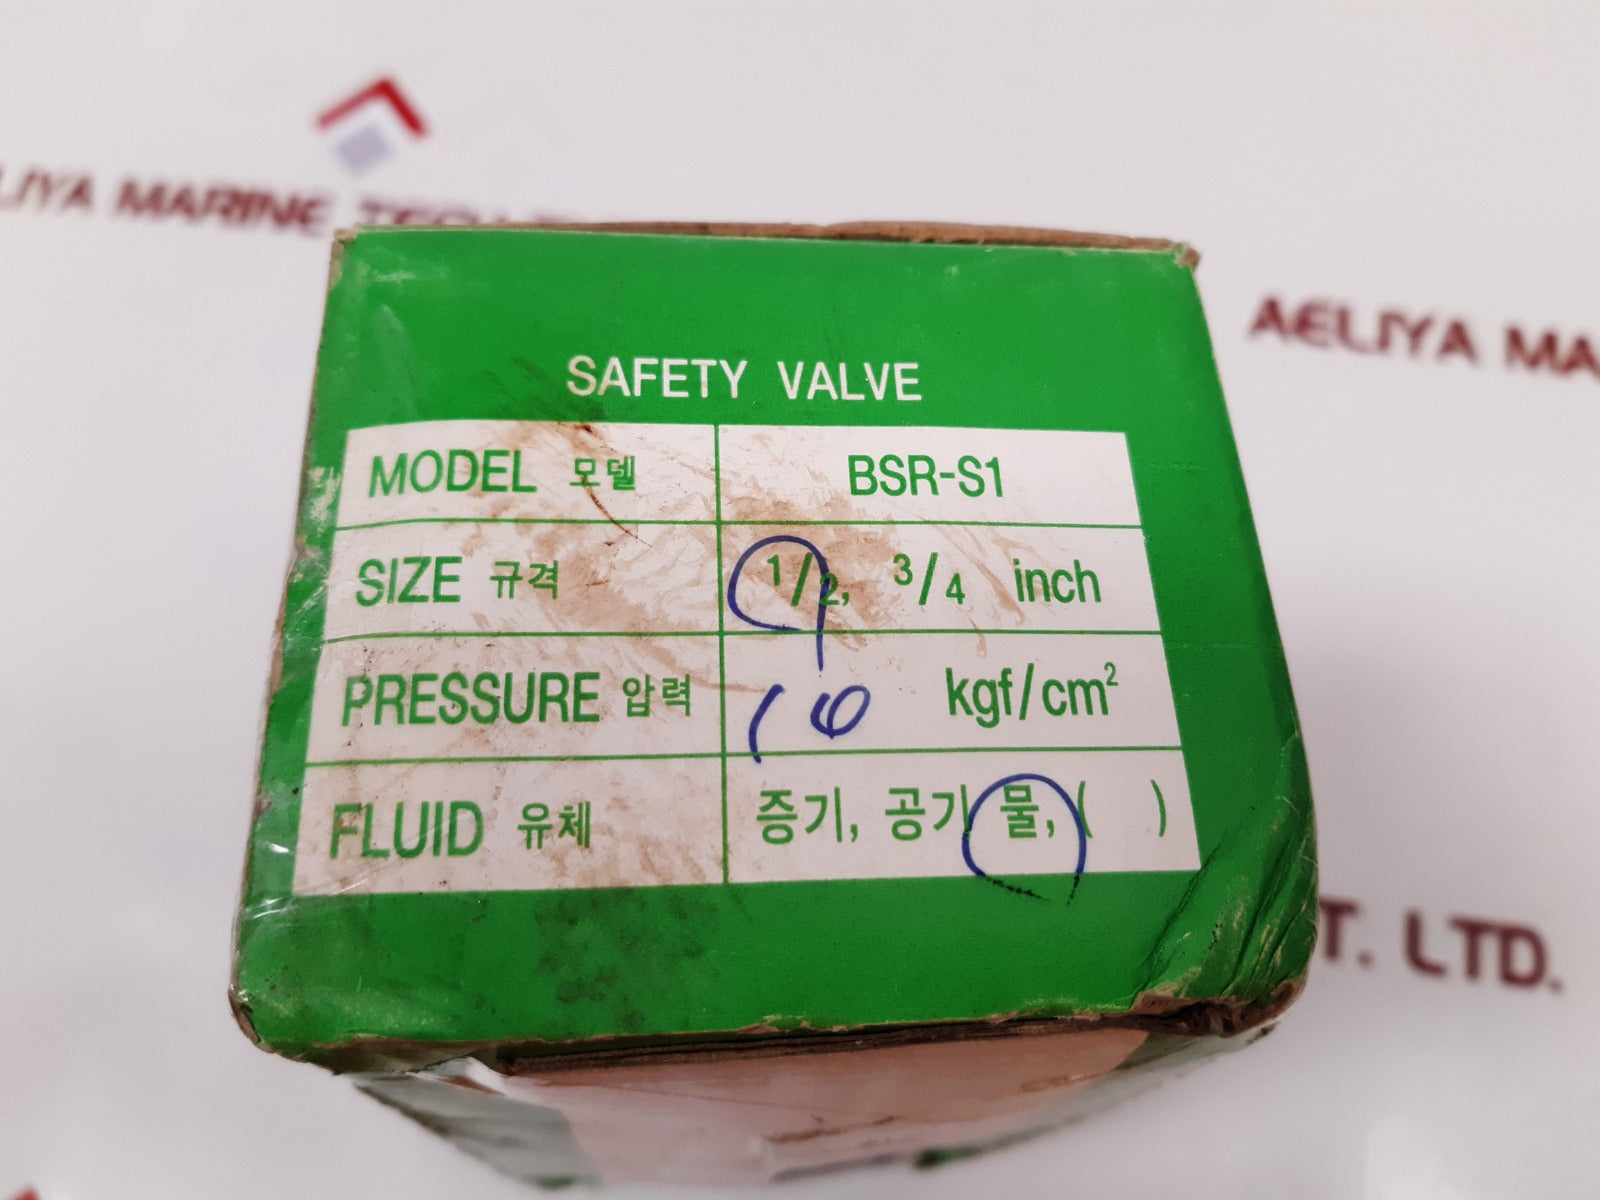 AELIYA MARINE TECH
SAFETY VALVE
AELIYA MA
MODEL 모델 BSR-S1
SIZE 규격 1/2, 3/4 inch
PRESSURE 압력 10 kgf/cm²
FLUID 유체 증기, 공기 물, ( )
T. LTD.